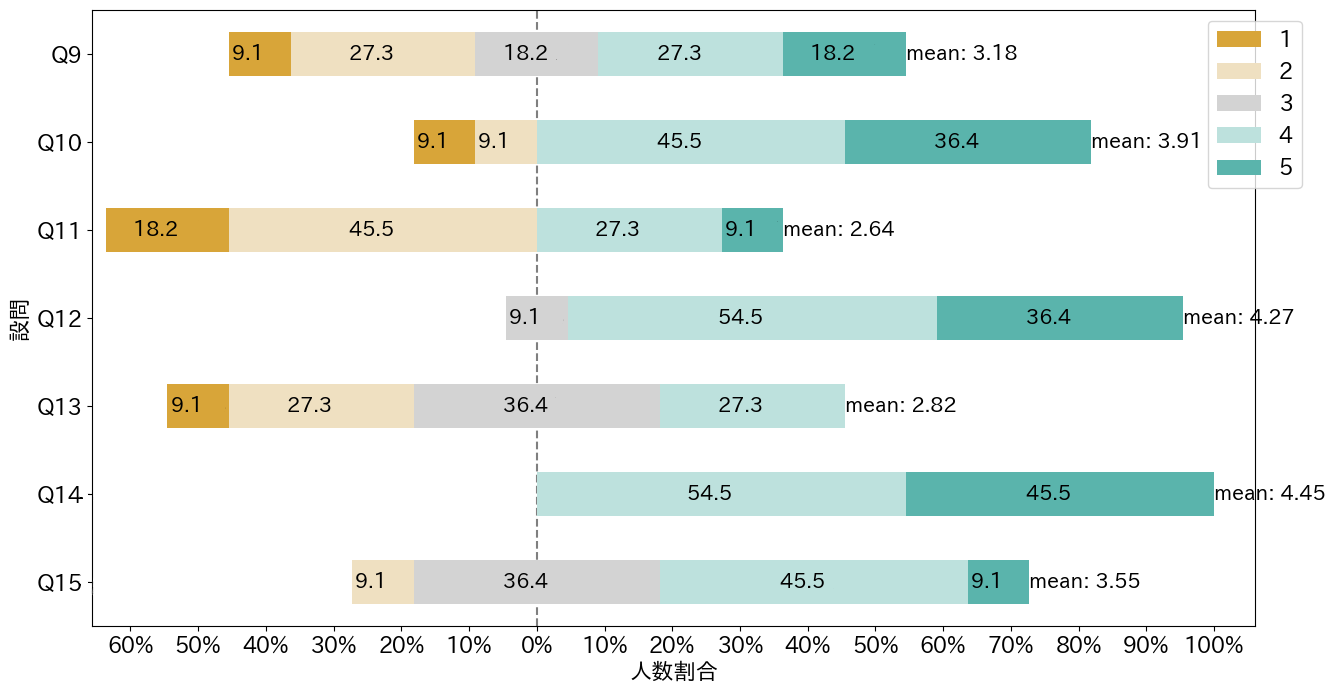 Q9 9.1 27.3 18.2 27.3 18.2 mean: 3.18
Q10 9.1 9.1 45.5 36.4 mean: 3.91
Q11 18.2 45.5 27.3 9.1 mean: 2.64
Q12 9.1 54.5 36.4 mean: 4.27
Q13 9.1 27.3 36.4 27.3 mean: 2.82
Q14 54.5 45.5 mean: 4.45
Q15 9.1 36.4 45.5 9.1 mean: 3.55
設問
60% 50% 40% 30% 20% 10% 0% 10% 20% 30% 40% 50% 60% 70% 80% 90% 100%
人数割合
1
2
3
4
5